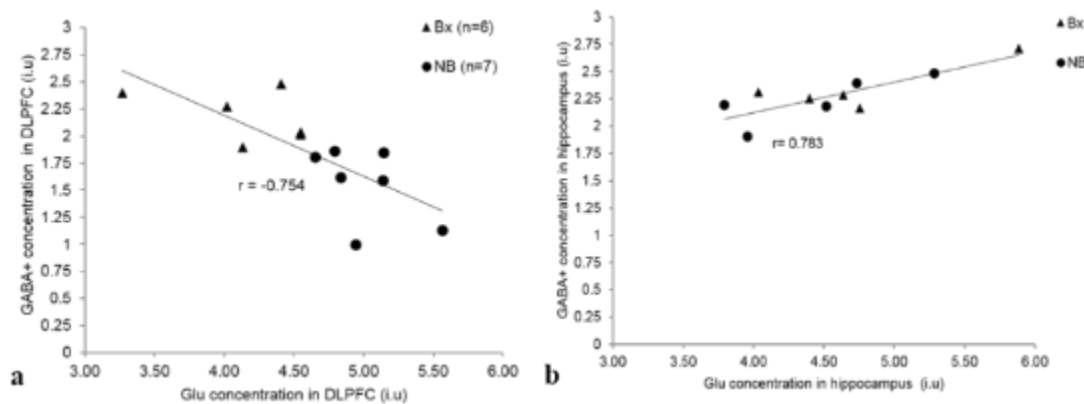 3
2.75
2.5
2.25
2
1.75
1.5
1.25
1
0.75
0.5
0.25
0
GABA+ concentration in DLPFC (i.u)
▲ Bx (n=6)
● NB (n=7)
r = -0.754
3.00 4.00 4.50 5.00 5.50 6.00
Glu concentration in DLPFC (i.u)
a
3
2.75
2.5
2.25
2
1.75
1.5
1.25
1
0.75
0.5
0.25
0
GABA+ concentration in hippocampus (i.u)
▲ Bx
● NB
r= 0.783
3.00 3.50 4.00 4.50 5.00 5.50 6.00
Glu concentration in hippocampus (i.u)
b